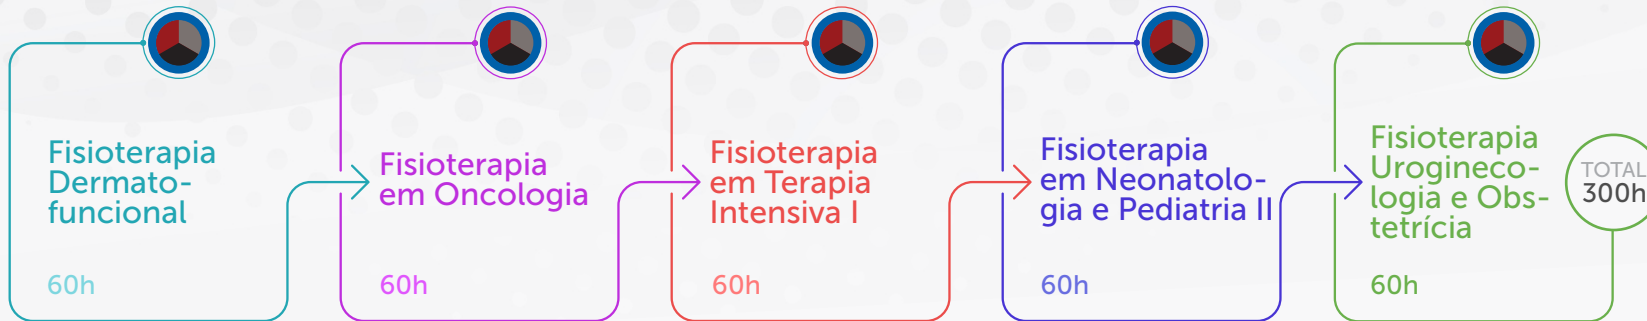 Fisioterapia
Dermato-
funcional
60h
Fisioterapia
em Oncologia
60h
Fisioterapia
em Terapia
Intensiva I
60h
Fisioterapia
em Neonatolo-
gia e Pediatria II
60h
Fisioterapia
Urogineco-
logia e Obs-
tetrícia
60h
TOTAL
300h